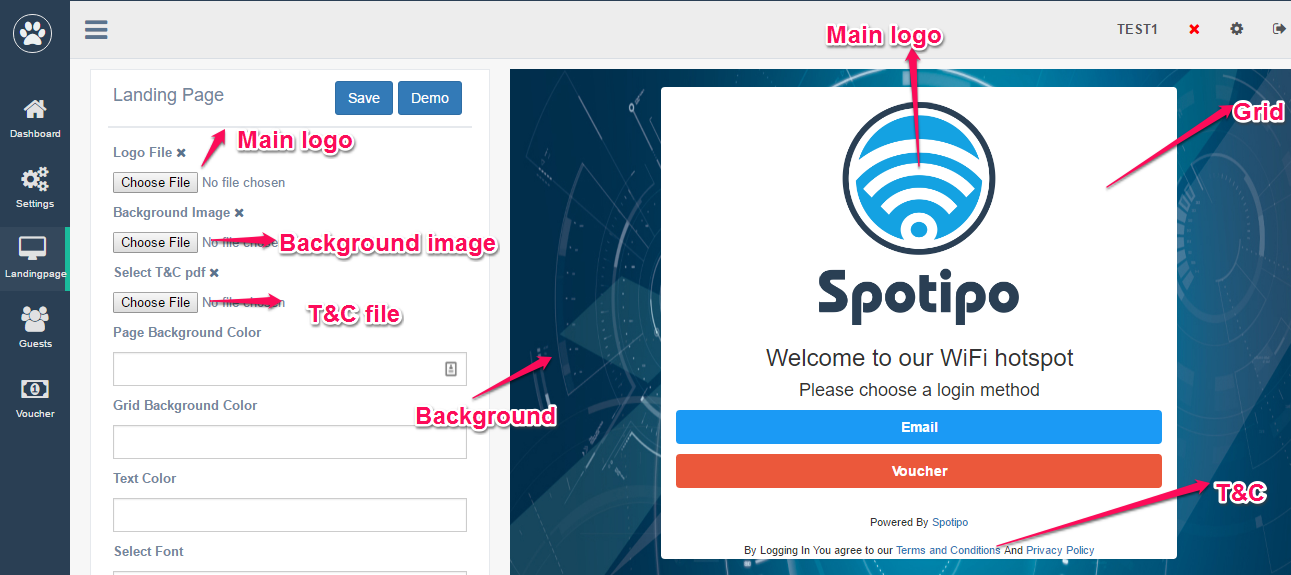 TEST1
Dashboard
Settings
Landingpage
Guests
Voucher
Landing Page
Save
Demo
Main logo
Logo File
Choose File No file chosen
Background Image
Choose File No file chosen
Background image
Select T&C pdf
Choose File No file chosen
T&C file
Page Background Color
Grid Background Color
Background
Text Color
Select Font
Main logo
Grid
Spotipo
Welcome to our WiFi hotspot
Please choose a login method
Email
Voucher
T&C
Powered By Spotipo
By Logging In You agree to our Terms and Conditions And Privacy Policy